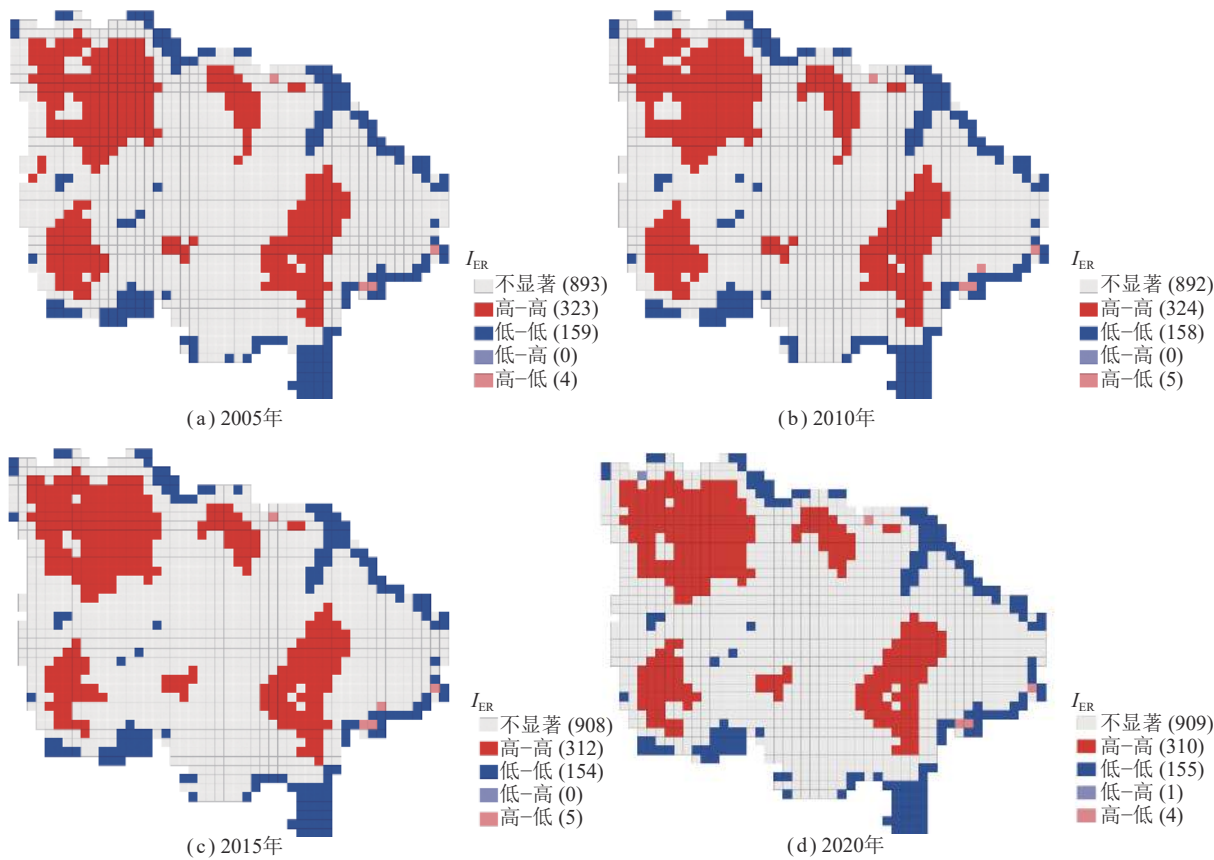 I_ER
不显著 (893)
高-高 (323)
低-低 (159)
低-高 (0)
高-低 (4)
(a) 2005年
I_ER
不显著 (892)
高-高 (324)
低-低 (158)
低-高 (0)
高-低 (5)
(b) 2010年
I_ER
不显著 (908)
高-高 (312)
低-低 (154)
低-高 (0)
高-低 (5)
(c) 2015年
I_ER
不显著 (909)
高-高 (310)
低-低 (155)
低-高 (1)
高-低 (4)
(d) 2020年